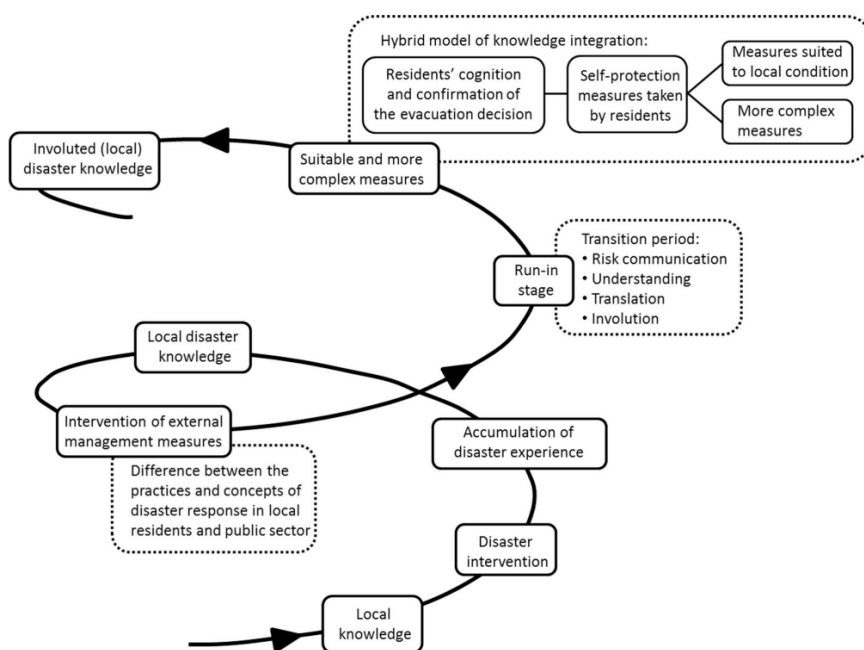 Hybrid model of knowledge integration:
Residents' cognition
and confirmation of
the evacuation decision
Self-protection
measures taken
by residents
Measures suited
to local condition
More complex
measures
Involuted (local)
disaster knowledge
Suitable and more
complex measures
Run-in
stage
Transition period:
• Risk communication
• Understanding
• Translation
• Involution
Local disaster
knowledge
Intervention of external
management measures
Difference between the
practices and concepts of
disaster response in local
residents and public sector
Accumulation of
disaster experience
Disaster
intervention
Local
knowledge